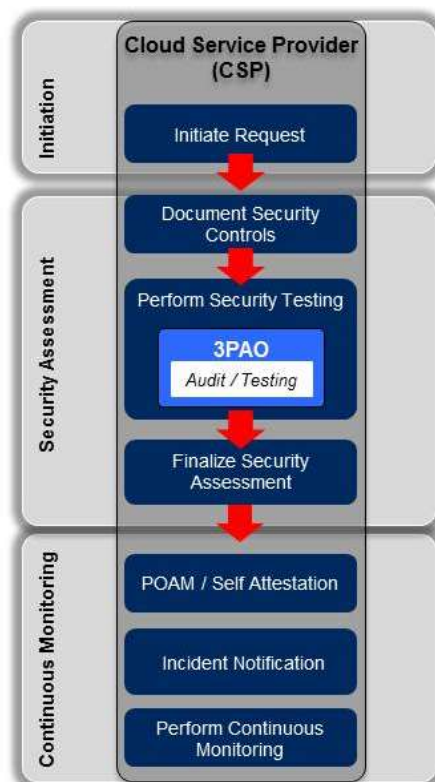 Cloud Service Provider
(CSP)
Initiation
Initiate Request
Security Assessment
Document Security
Controls
Perform Security Testing
3PAO
Audit / Testing
Finalize Security
Assessment
Continuous Monitoring
POAM / Self Attestation
Incident Notification
Perform Continuous
Monitoring